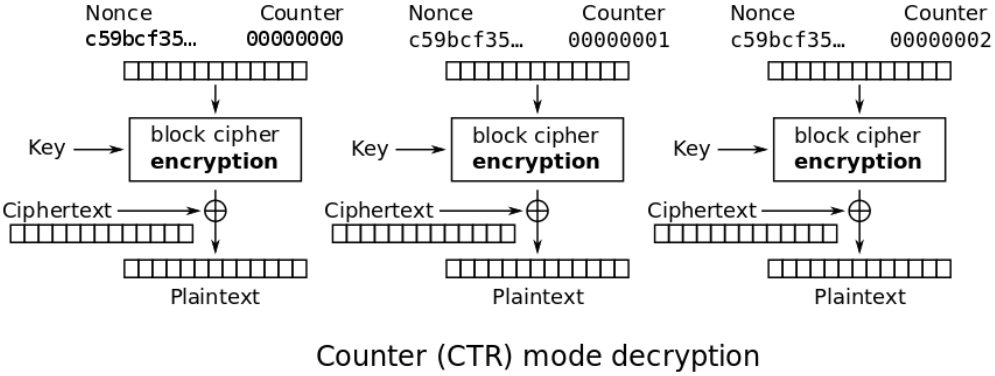 Nonce Counter Nonce Counter Nonce Counter
c59bcf35… 00000000 c59bcf35… 00000001 c59bcf35… 00000002
block cipher block cipher block cipher
Key encryption Key encryption Key encryption
Ciphertext Ciphertext Ciphertext
Plaintext Plaintext Plaintext
Counter (CTR) mode decryption